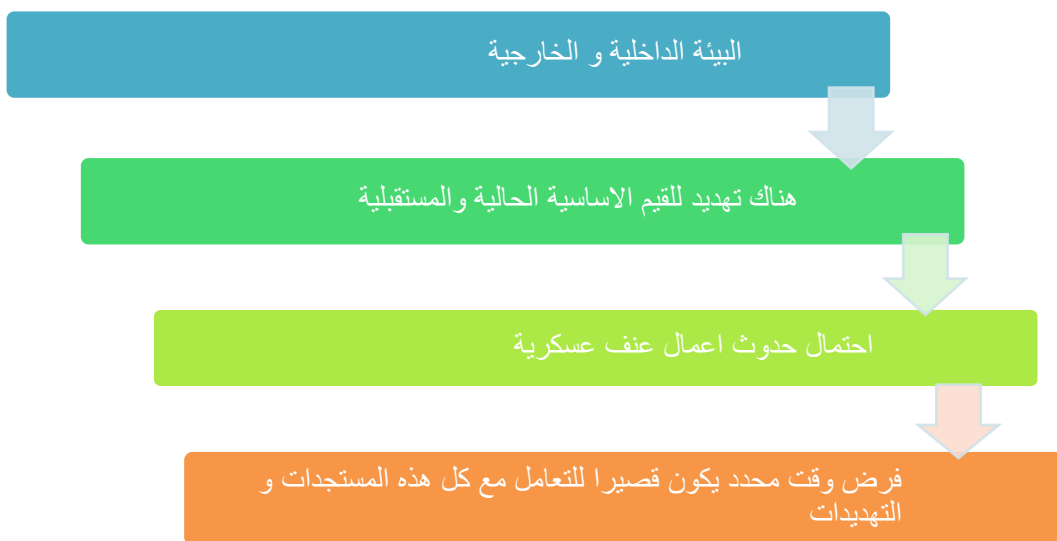 البيئة الداخلية و الخارجية
هناك تهديد للقيم الاساسية الحالية والمستقبلية
احتمال حدوث اعمال عنف عسكرية
فرض وقت محدد يكون قصيرا للتعامل مع كل هذه المستجدات و
التهديدات